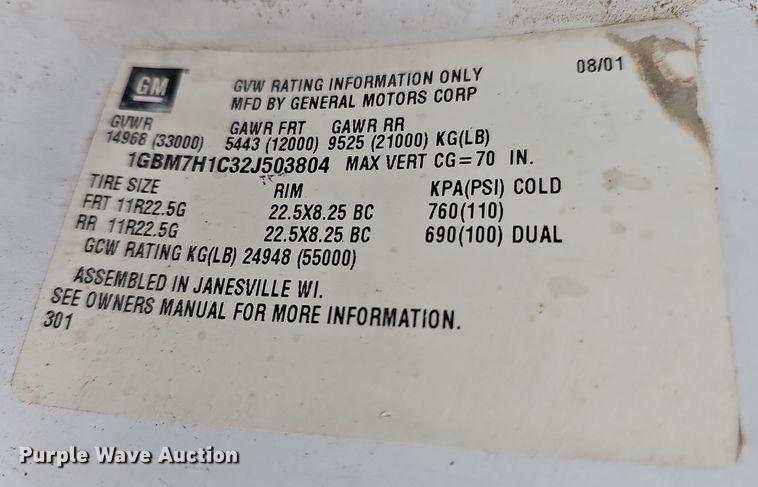 GM
GVW RATING INFORMATION ONLY 08/01
MFD BY GENERAL MOTORS CORP
GVWR GAWR FRT GAWR RR
14968 (33000) 5443 (12000) 9525 (21000) KG(LB)
1GBM7H1C32J503804 MAX VERT CG=70 IN.
TIRE SIZE RIM KPA(PSI) COLD
FRT 11R22.5G 22.5X8.25 BC 760(110)
RR 11R22.5G 22.5X8.25 BC 690(100) DUAL
GCW RATING KG(LB) 24948 (55000)
ASSEMBLED IN JANESVILLE WI.
SEE OWNERS MANUAL FOR MORE INFORMATION.
301
Purple Wave Auction